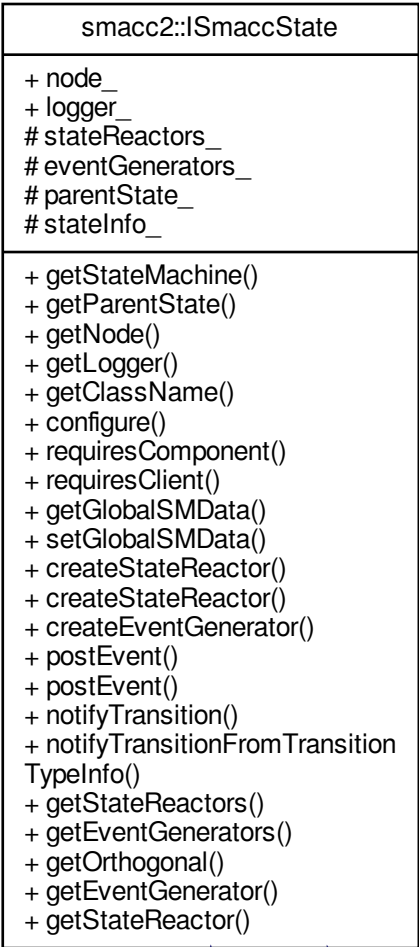 smacc2::ISmaccState
+ node_
+ logger_
# stateReactors_
# eventGenerators_
# parentState_
# stateInfo_
+ getStateMachine()
+ getParentState()
+ getNode()
+ getLogger()
+ getClassName()
+ configure()
+ requiresComponent()
+ requiresClient()
+ getGlobalSMData()
+ setGlobalSMData()
+ createStateReactor()
+ createStateReactor()
+ createEventGenerator()
+ postEvent()
+ postEvent()
+ notifyTransition()
+ notifyTransitionFromTransition
TypeInfo()
+ getStateReactors()
+ getEventGenerators()
+ getOrthogonal()
+ getEventGenerator()
+ getStateReactor()